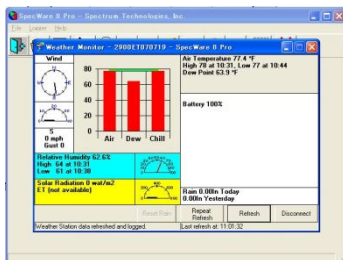 SpecWare 8 Pro - Spectrum Technologies, Inc.
File Logger Help
Weather Monitor - 2900ET070719 - SpecWare 8 Pro
Wind
S
0 mph
Gust 0
80
60
40
20
0
Air Dew Chill
Air Temperature 77.4 °F
High 78 at 10:31, Low 77 at 10:44
Dew Point 63.9 °F
Battery 100%
Relative Humidity 62.6%
High 64 at 10:31
Low 61 at 10:38
Solar Radiation 0 wat/m2
ET (not available)
Rain 0.00In Today
0.00In Yesterday
Reset Rain
Repeat Refresh
Refresh
Disconnect
Weather Station data refreshed and logged.
Last refresh at: 11:01:32